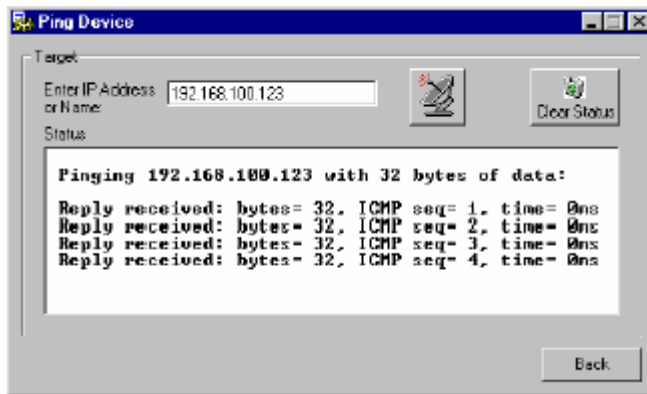 Ping Device
Target
Enter IP Address
or Name:
192.168.100.123
Clear Status
Status
Pinging 192.168.100.123 with 32 bytes of data:
Reply received: bytes= 32, ICMP seq= 1, time= 0ms
Reply received: bytes= 32, ICMP seq= 2, time= 0ms
Reply received: bytes= 32, ICMP seq= 3, time= 0ms
Reply received: bytes= 32, ICMP seq= 4, time= 0ms
Back